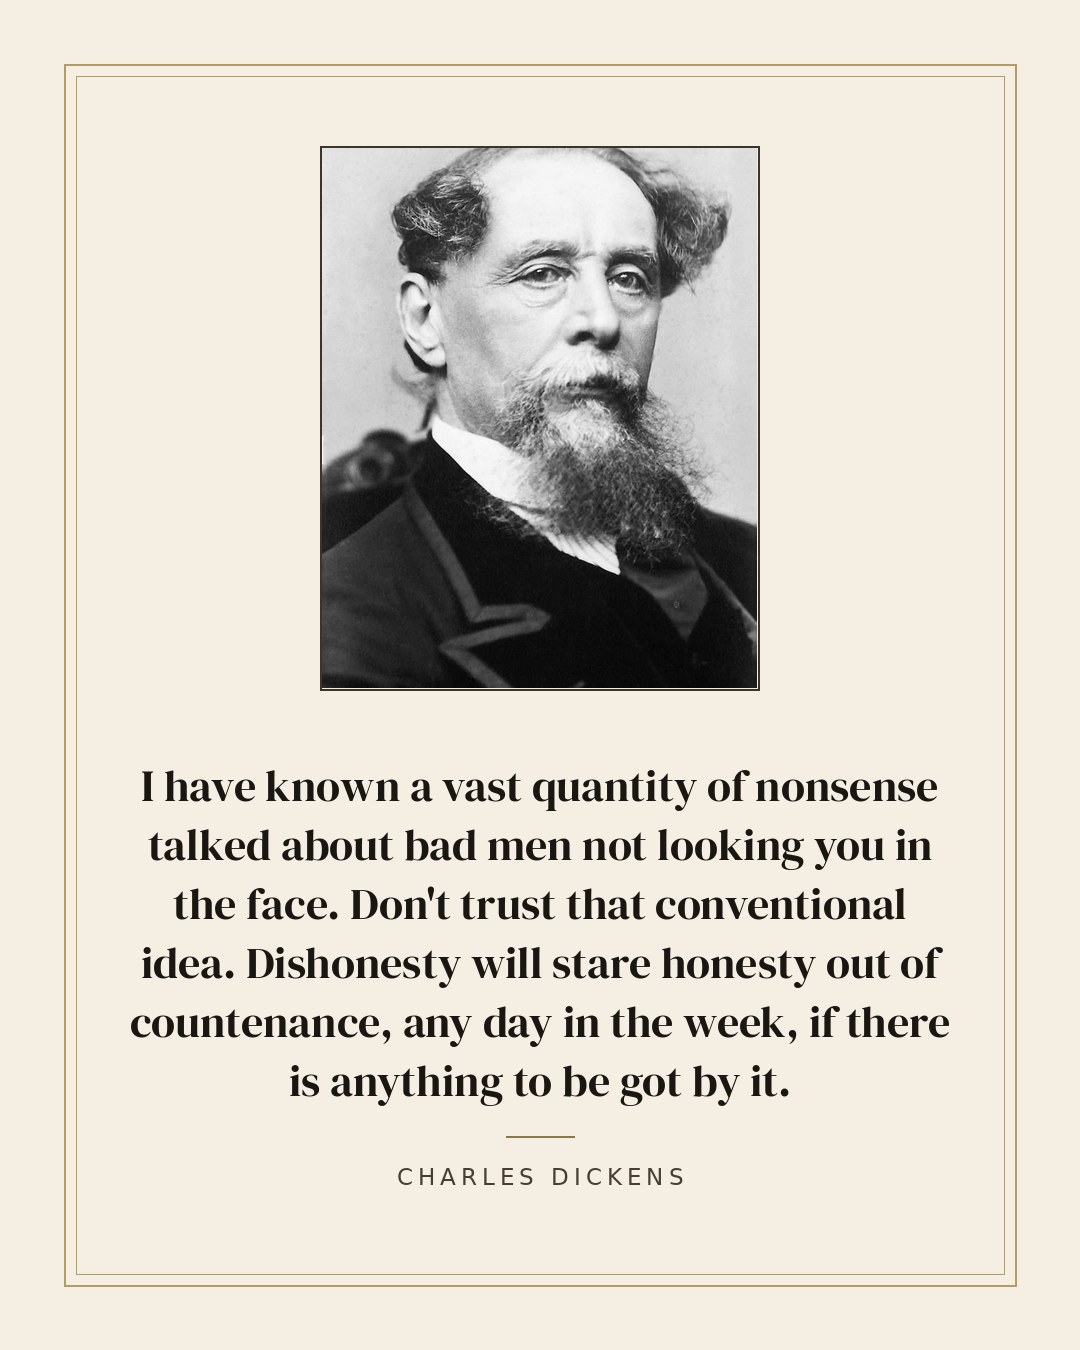 I have known a vast quantity of nonsense
talked about bad men not looking you in
the face. Don't trust that conventional
idea. Dishonesty will stare honesty out of
countenance, any day in the week, if there
is anything to be got by it.
CHARLES DICKENS